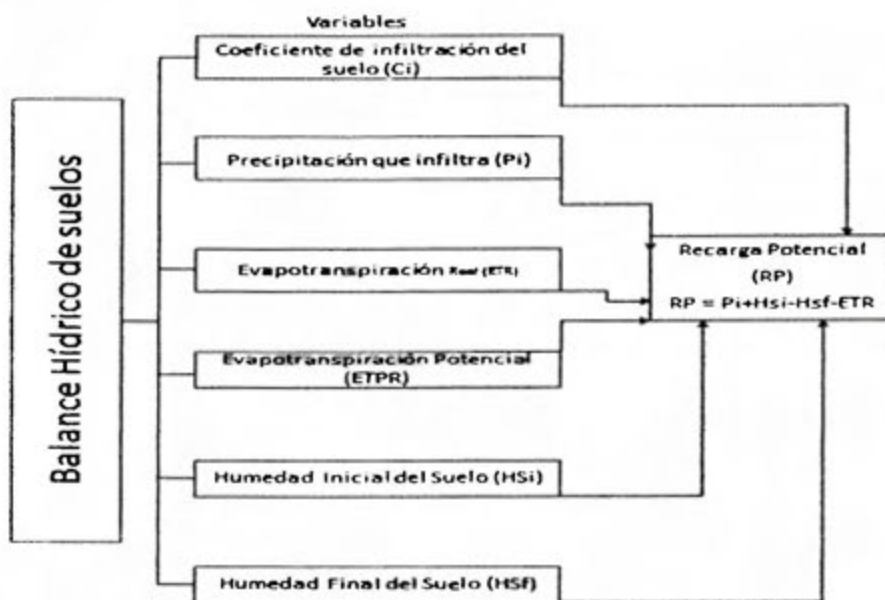 Variables
Balance Hídrico de suelos
Coeficiente de infiltración del
suelo (Ci)
Precipitación que infiltra (Pi)
Evapotranspiración Real (ETR)
Evapotranspiración Potencial
(ETPR)
Humedad Inicial del Suelo (HSi)
Humedad Final del Suelo (HSf)
Recarga Potencial
(RP)
RP = Pi+Hsi-Hsf-ETR